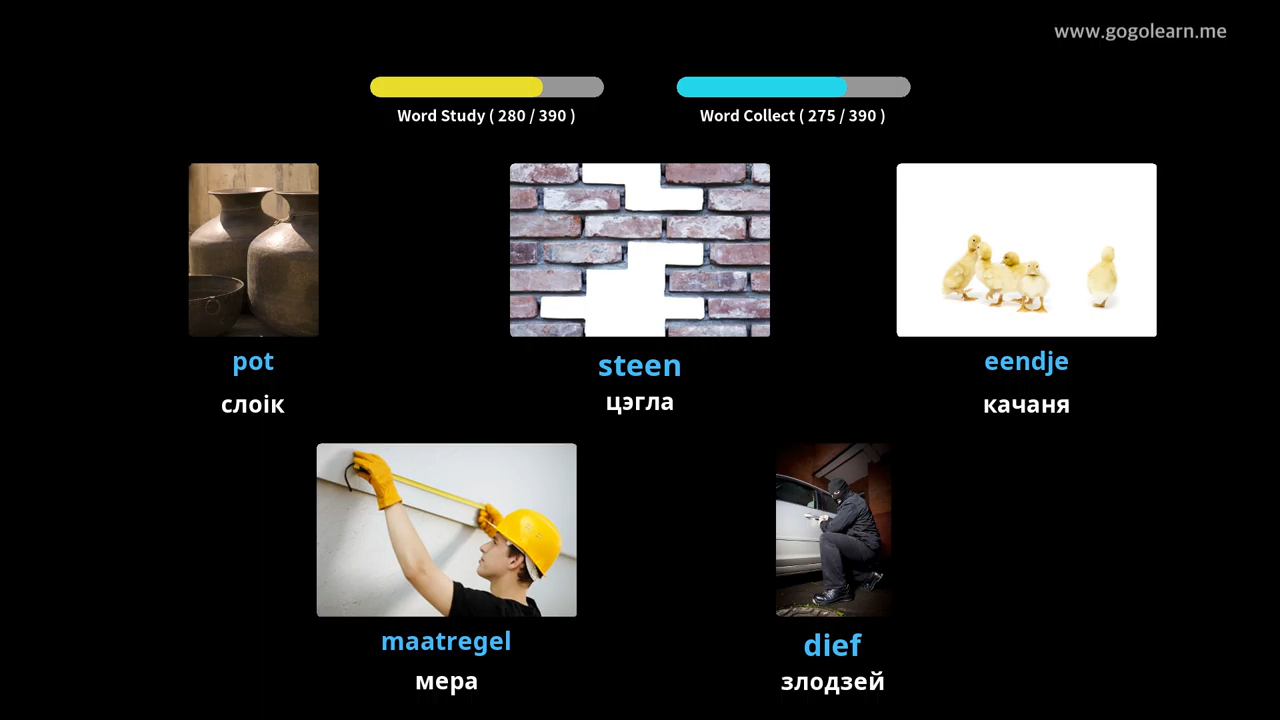 www.gogolearn.me
Word Study ( 280 / 390 )
Word Collect ( 275 / 390 )
pot
слоік
steen
цэгла
eendje
качаня
maatregel
мера
dief
злодзей